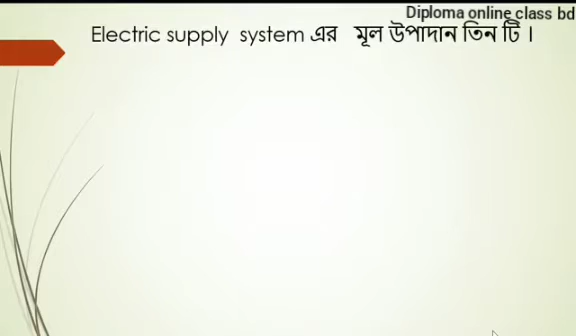 Diploma online class bd
Electric supply system এর মূল উপাদান তিন টি ।